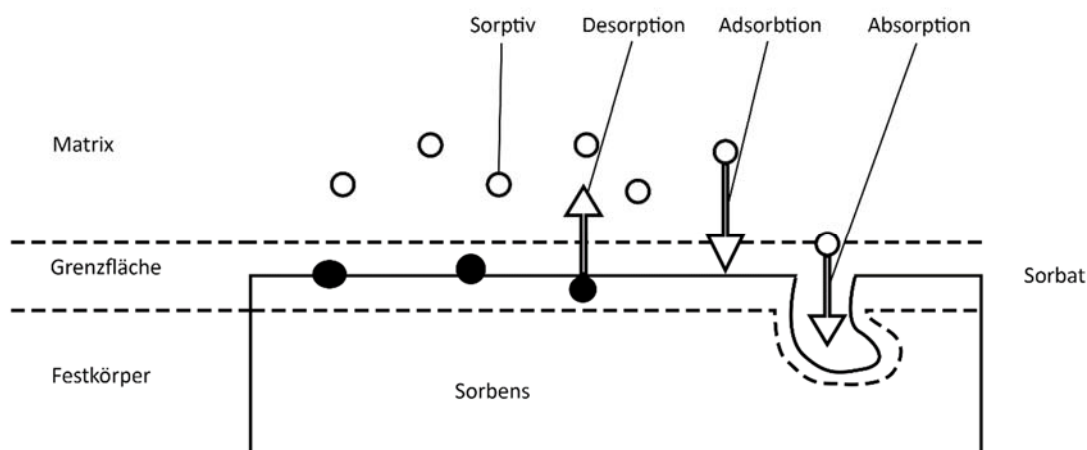 Sorptiv
Desorption
Adsorbtion
Absorption
Matrix
Grenzfläche
Sorbat
Festkörper
Sorbens